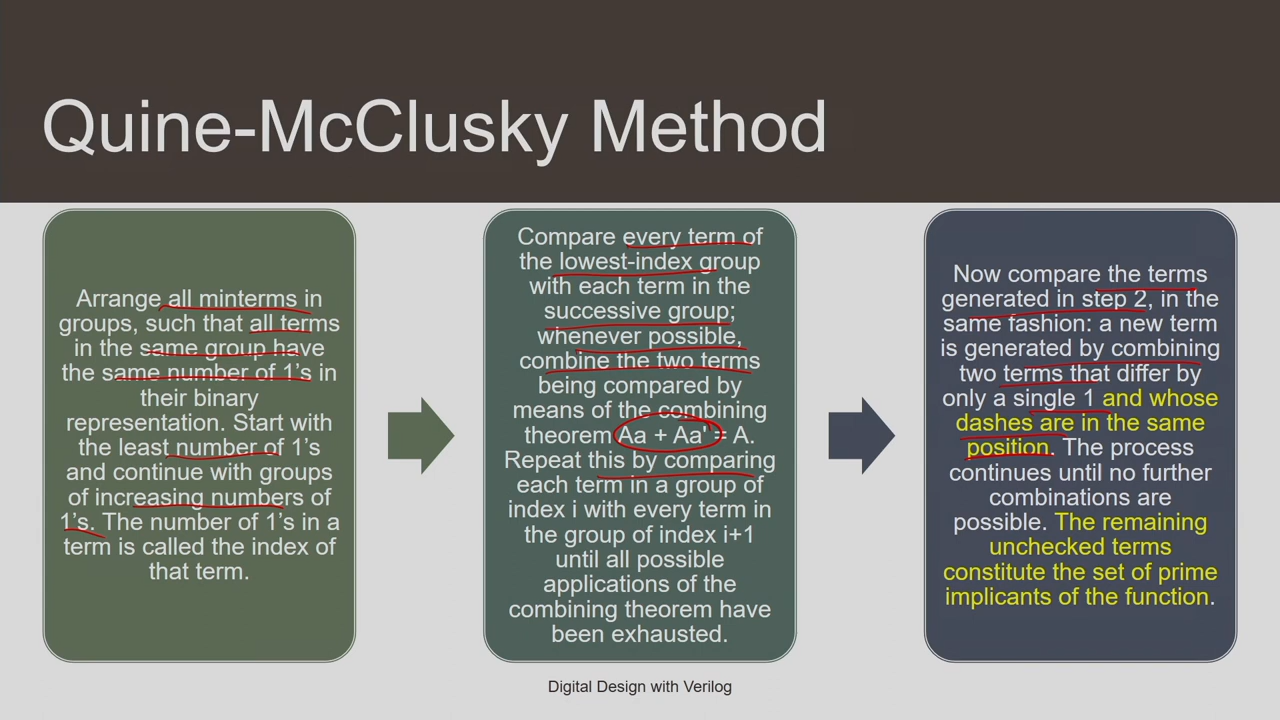 Quine-McClusky Method
Arrange all minterms in
groups, such that all terms
in the same group have
the same number of 1’s in
their binary
representation. Start with
the least number of 1’s
and continue with groups
of increasing numbers of
1’s. The number of 1’s in a
term is called the index of
that term.
Compare every term of
the lowest-index group
with each term in the
successive group;
whenever possible,
combine the two terms
being compared by
means of the combining
theorem Aa + Aa' = A.
Repeat this by comparing
each term in a group of
index i with every term in
the group of index i+1
until all possible
applications of the
combining theorem have
been exhausted.
Now compare the terms
generated in step 2, in the
same fashion: a new term
is generated by combining
two terms that differ by
only a single 1 and whose
dashes are in the same
position. The process
continues until no further
combinations are
possible. The remaining
unchecked terms
constitute the set of prime
implicants of the function.
Digital Design with Verilog